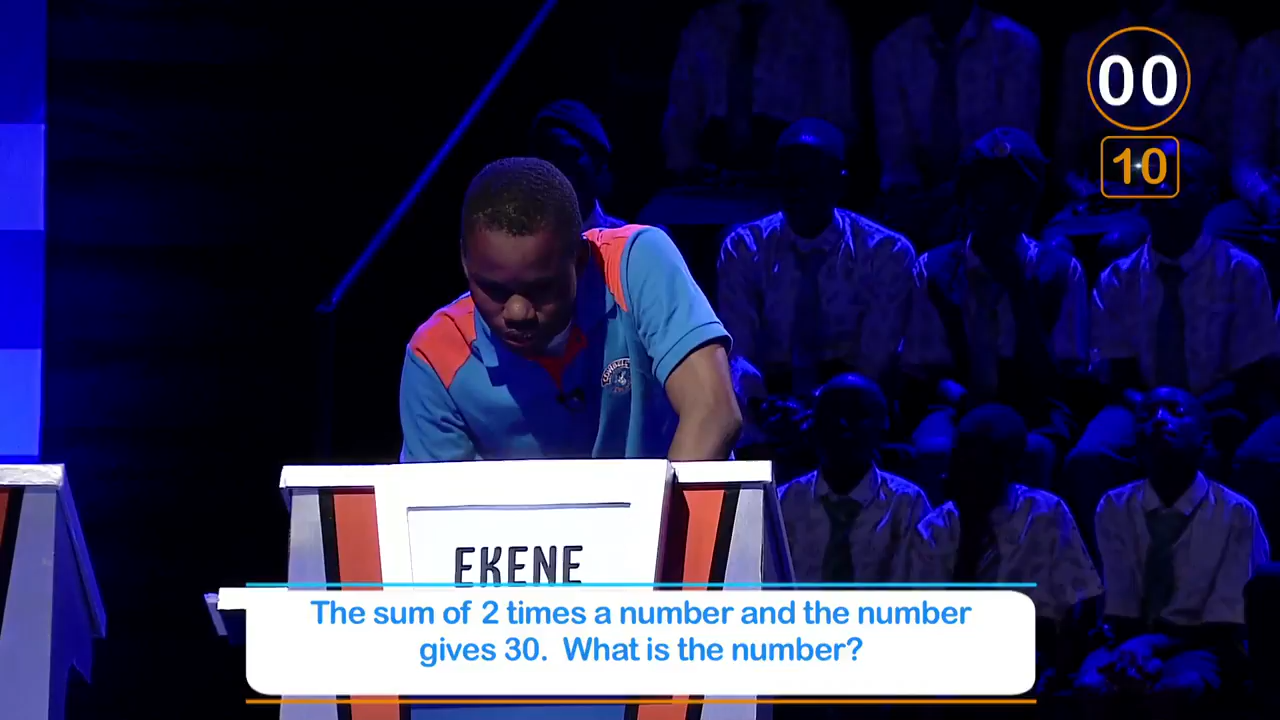 00
10
EKENE
The sum of 2 times a number and the number
gives 30. What is the number?